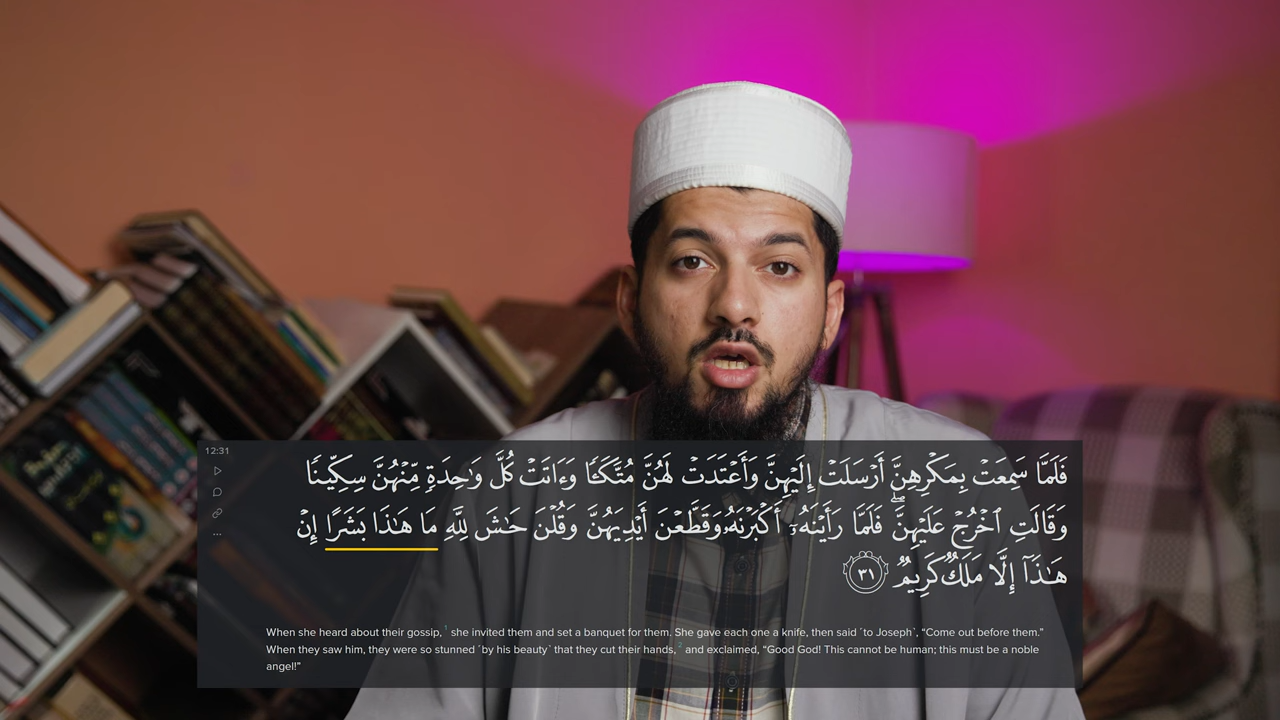 12:31
فَلَمَّا سَمِعَتْ بِمَكْرِهِنَّ أَرْسَلَتْ إِلَيْهِنَّ وَأَعْتَدَتْ لَهُنَّ مُتَّكَـًٔا وَءَاتَتْ كُلَّ وَٰحِدَةٍ مِّنْهُنَّ سِكِّينًا
وَقَالَتِ ٱخْرُجْ عَلَيْهِنَّ ۖ فَلَمَّا رَأَيْنَهُۥٓ أَكْبَرْنَهُۥ وَقَطَّعْنَ أَيْدِيَهُنَّ وَقُلْنَ حَـٰشَ لِلَّهِ مَا هَـٰذَا بَشَرًا إِنْ
هَـٰذَآ إِلَّا مَلَكٌ كَرِيمٌ ٣١
When she heard about their gossip,1 she invited them and set a banquet for them. She gave each one a knife, then said ˹to Joseph˺, “Come out before them.”
When they saw him, they were so stunned ˹by his beauty˺ that they cut their hands,2 and exclaimed, “Good God! This cannot be human; this must be a noble
angel!”